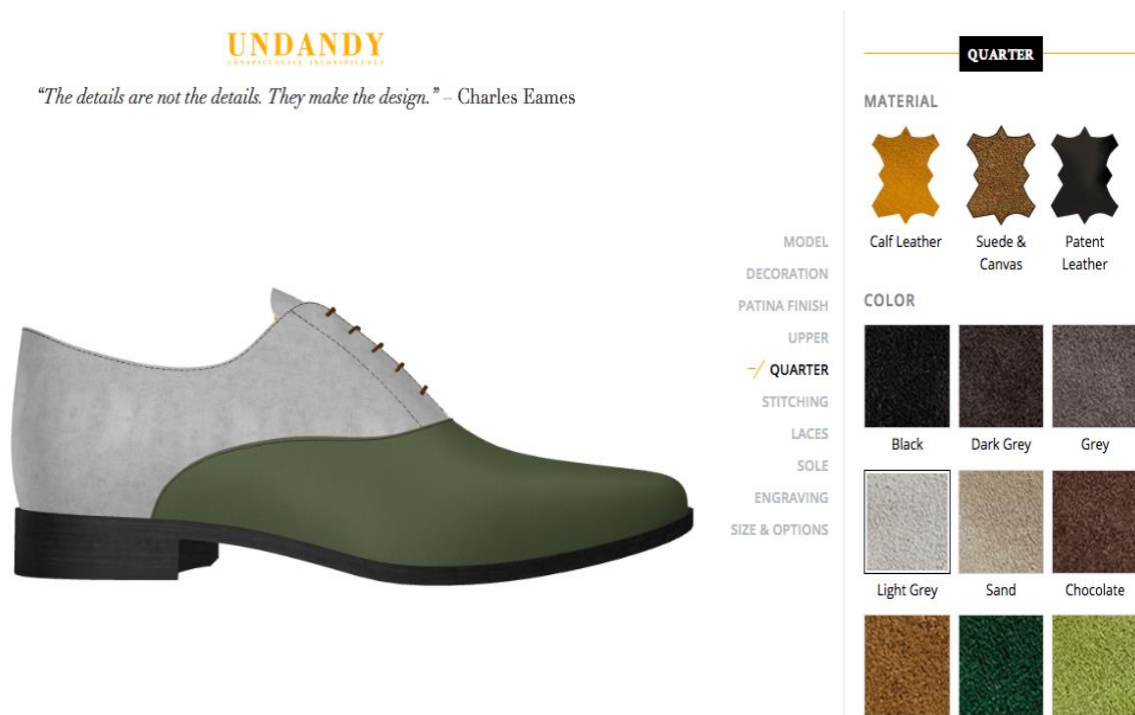 UNDANDY
CONSPICUOUSLY INCONSPICUOUS
“The details are not the details. They make the design.” – Charles Eames
MODEL
DECORATION
PATINA FINISH
UPPER
–/ QUARTER
STITCHING
LACES
SOLE
ENGRAVING
SIZE & OPTIONS
QUARTER
MATERIAL
Calf Leather
Suede &
Canvas
Patent
Leather
COLOR
Black
Dark Grey
Grey
Light Grey
Sand
Chocolate